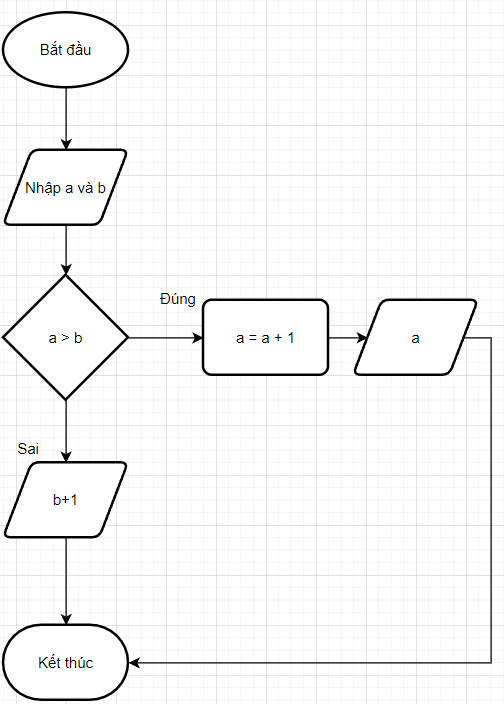 Bắt đầu
Nhập a và b
a > b
Đúng
a = a + 1
a
Sai
b+1
Kết thúc